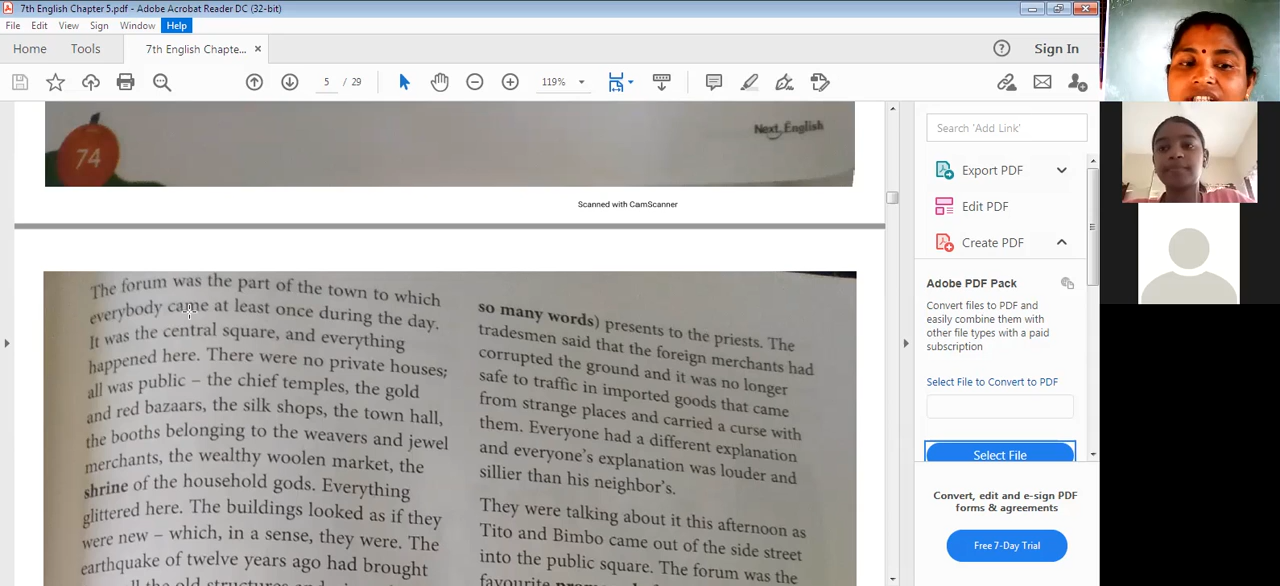 7th English Chapter 5.pdf - Adobe Acrobat Reader DC (32-bit)
File Edit View Sign Window Help
Home Tools 7th English Chapte... × Sign In
5 / 29 119%
74
Next English
Scanned with CamScanner
The forum was the part of the town to which
everybody came at least once during the day.
It was the central square, and everything
happened here. There were no private houses;
all was public – the chief temples, the gold
and red bazaars, the silk shops, the town hall,
the booths belonging to the weavers and jewel
merchants, the wealthy woolen market, the
shrine of the household gods. Everything
glittered here. The buildings looked as if they
were new – which, in a sense, they were. The
earthquake of twelve years ago had brought
all the old structures and
so many words) presents to the priests. The
tradesmen said that the foreign merchants had
corrupted the ground and it was no longer
safe to traffic in imported goods that came
from strange places and carried a curse with
them. Everyone had a different explanation
and everyone's explanation was louder and
sillier than his neighbor's.
They were talking about it this afternoon as
Tito and Bimbo came out of the side street
into the public square. The forum was the
favourite
Search 'Add Link'
Export PDF
Edit PDF
Create PDF
Adobe PDF Pack
Convert files to PDF and
easily combine them with
other file types with a paid
subscription
Select File to Convert to PDF
Select File
Convert, edit and e-sign PDF
forms & agreements
Free 7-Day Trial